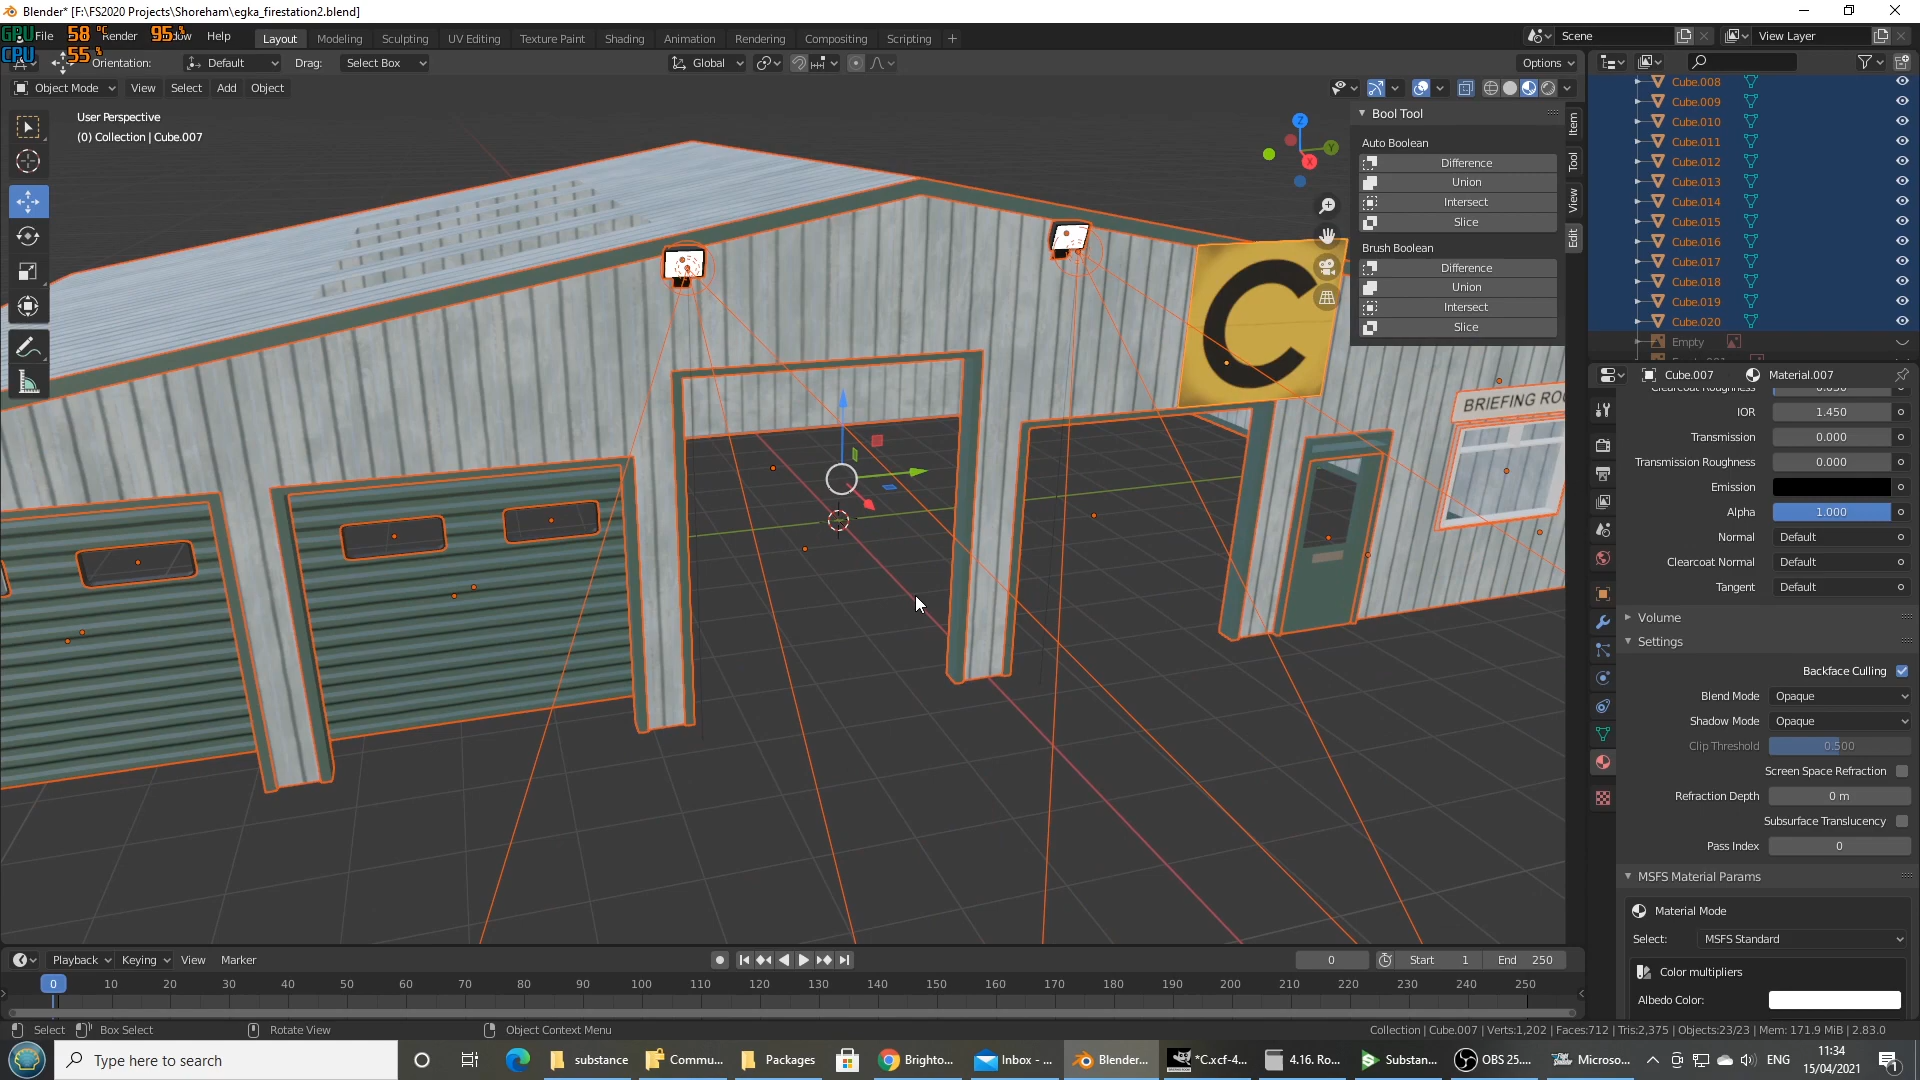 Blender* [F:\FS2020 Projects\Shoreham\egka_firestation2.blend]
GPU 58 °C 95 %
CPU 55 %
File Render Window Help
Layout Modeling Sculpting UV Editing Texture Paint Shading Animation Rendering Compositing Scripting +
Scene View Layer
Orientation: Default Drag: Select Box Global Options
Object Mode View Select Add Object
User Perspective
(0) Collection | Cube.007
Z
Y
X
Bool Tool
Auto Boolean
Difference
Union
Intersect
Slice
Brush Boolean
Difference
Union
Intersect
Slice
Item
Tool
View
Edit
C
BRIEFING ROO
Cube.008
Cube.009
Cube.010
Cube.011
Cube.012
Cube.013
Cube.014
Cube.015
Cube.016
Cube.017
Cube.018
Cube.019
Cube.020
Empty
Cube.007 Material.007
Clearcoat Roughness 0.030
IOR 1.450
Transmission 0.000
Transmission Roughness 0.000
Emission
Alpha 1.000
Normal Default
Clearcoat Normal Default
Tangent Default
Volume
Settings
Backface Culling
Blend Mode Opaque
Shadow Mode Opaque
Clip Threshold 0.500
Screen Space Refraction
Refraction Depth 0 m
Subsurface Translucency
Pass Index 0
MSFS Material Params
Material Mode
Select: MSFS Standard
Color multipliers
Albedo Color:
Playback Keying View Marker 0 Start 1 End 250
0 10 20 30 40 50 60 70 80 90 100 110 120 130 140 150 160 170 180 190 200 210 220 230 240 250
Select Box Select Rotate View Object Context Menu
Collection | Cube.007 | Verts:1,202 | Faces:712 | Tris:2,375 | Objects:23/23 | Mem: 171.9 MiB | 2.83.0
Type here to search
substance Commu... Packages Brighto... Inbox - ... Blender... *C.xcf-4... 4.16. Ro... Substan... OBS 25.... Microso... ENG
11:34
15/04/2021